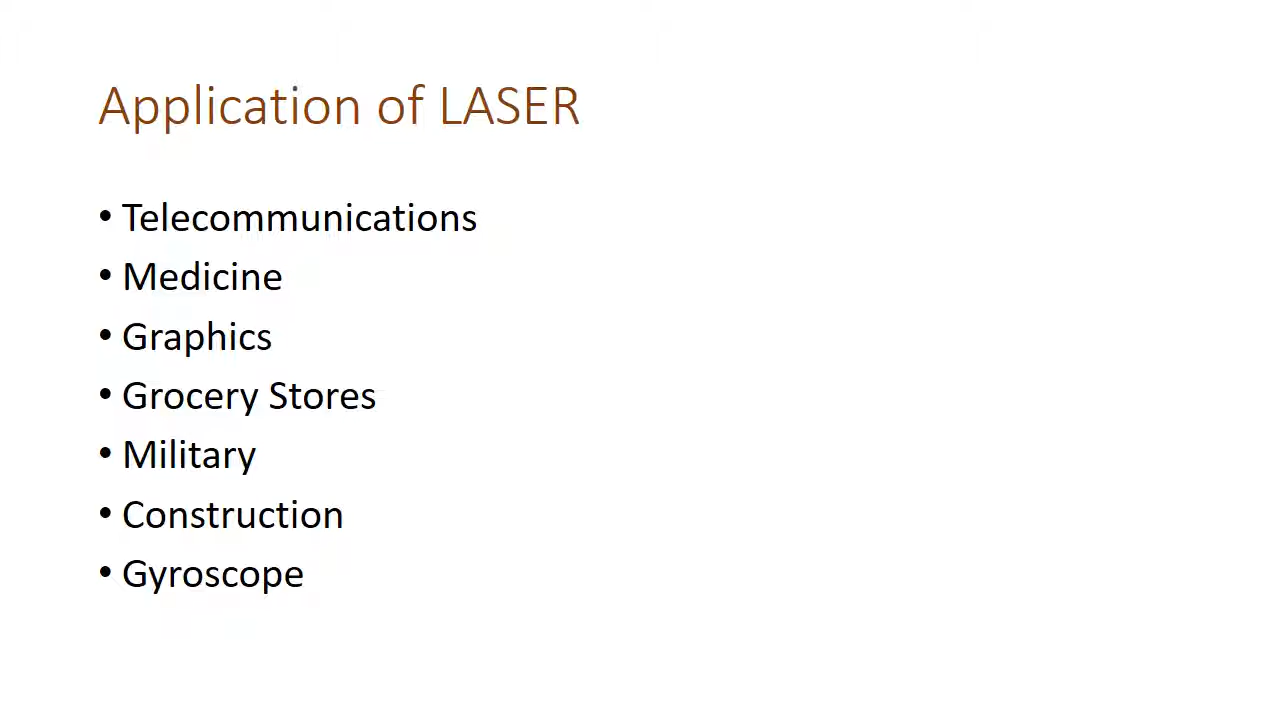 Application of LASER
• Telecommunications
• Medicine
• Graphics
• Grocery Stores
• Military
• Construction
• Gyroscope